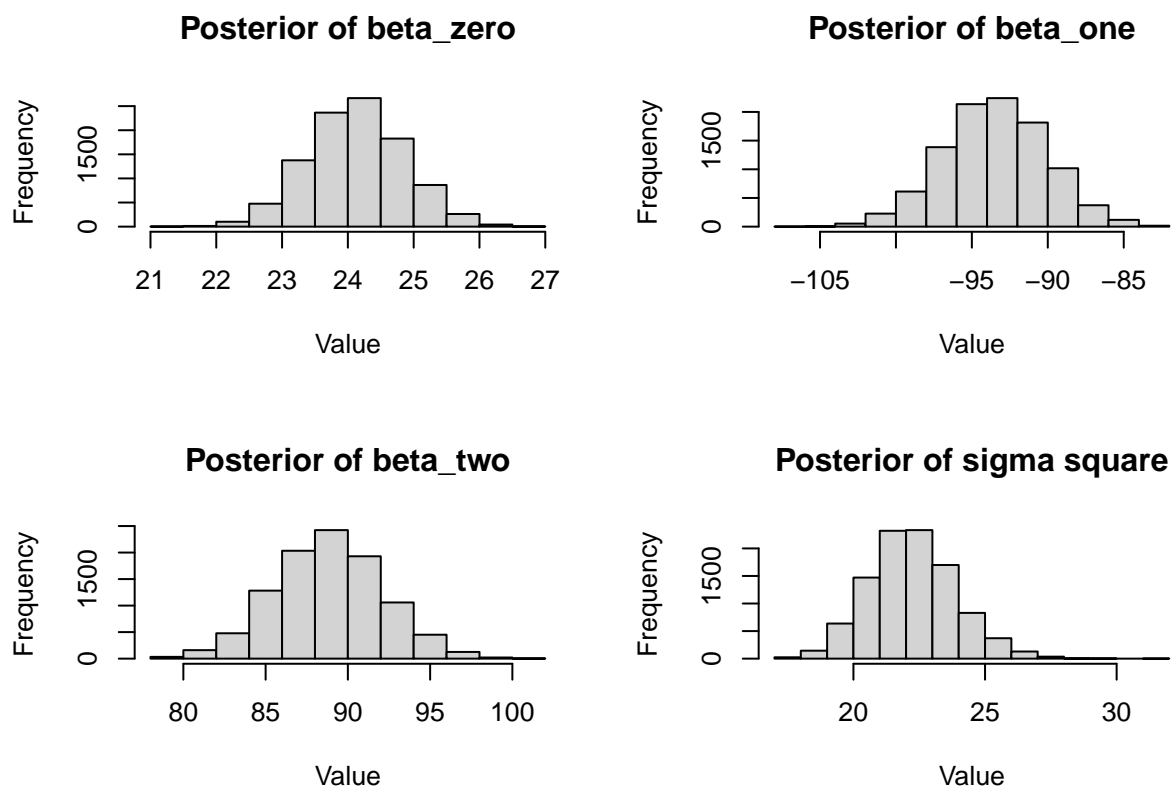 Posterior of beta_zero
Frequency
0
1500
21 22 23 24 25 26 27
Value
Posterior of beta_one
Frequency
0
1500
−105 −95 −90 −85
Value
Posterior of beta_two
Frequency
0
1500
80 85 90 95 100
Value
Posterior of sigma square
Frequency
0
1500
20 25 30
Value